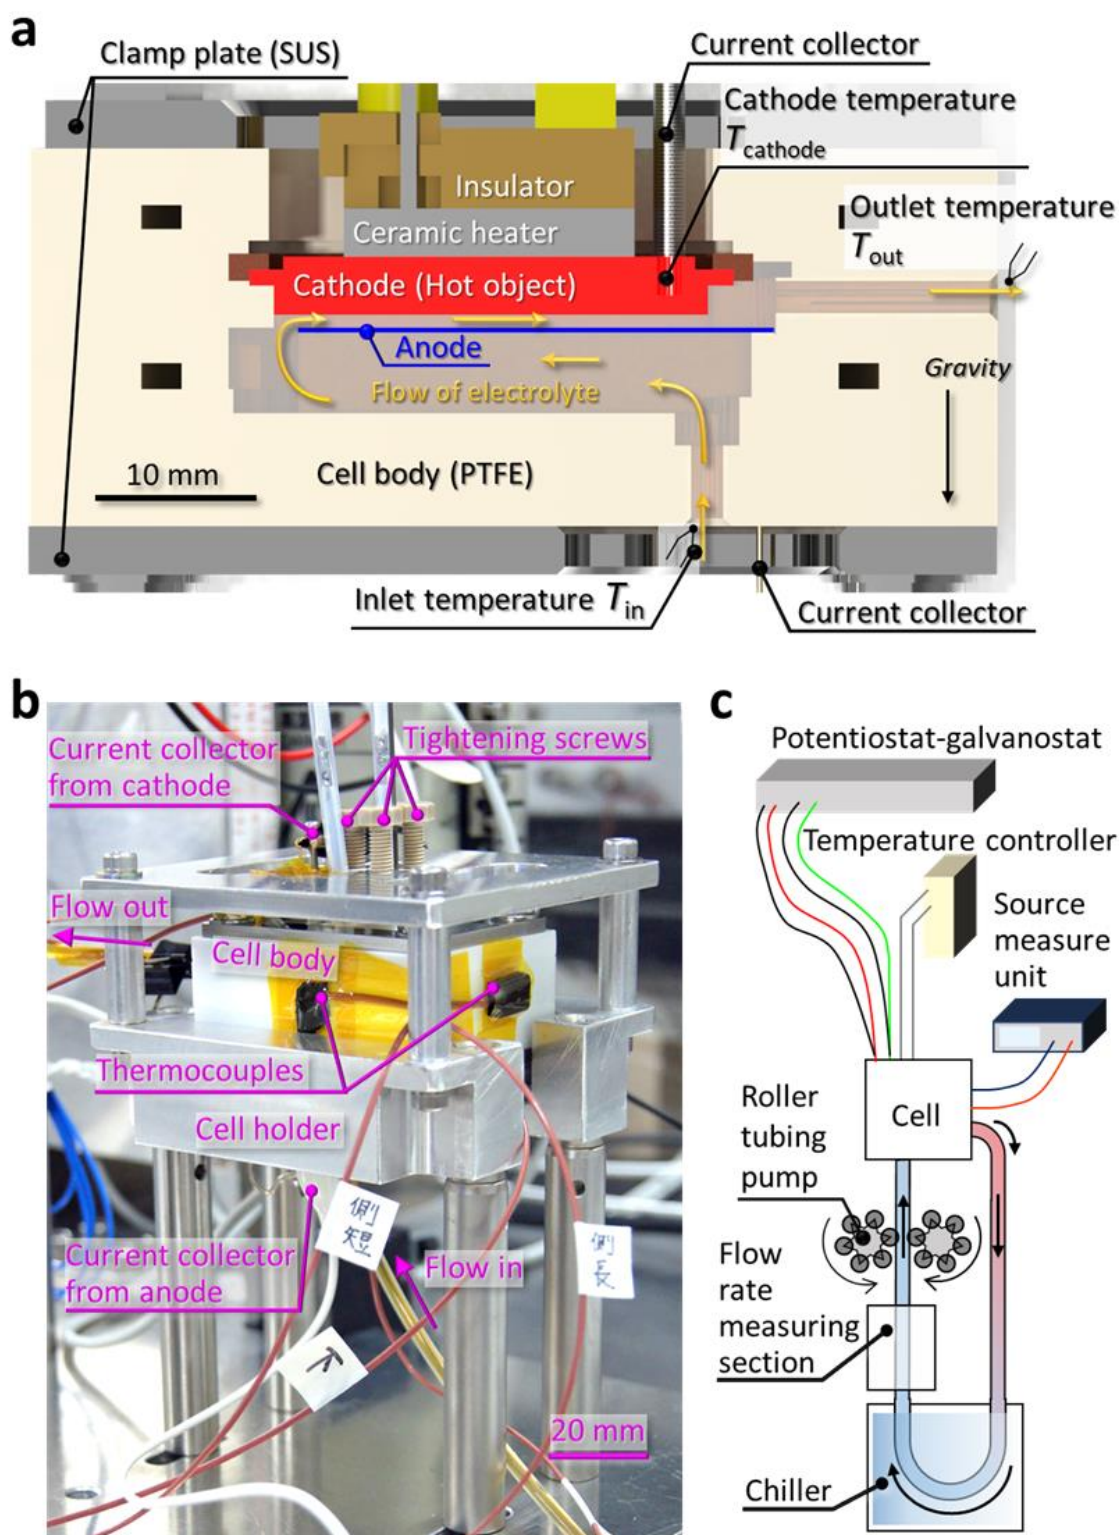 a
Clamp plate (SUS)
Current collector
Cathode temperature
Tcathode
Insulator
Outlet temperature
Tout
Ceramic heater
Cathode (Hot object)
Anode
Gravity
Flow of electrolyte
10 mm
Cell body (PTFE)
Inlet temperature Tin
Current collector
b
Current collector
from cathode
Tightening screws
Flow out
Cell body
Thermocouples
Cell holder
側
短
側
長
Current collector
from anode
Flow in
下
20 mm
c
Potentiostat-galvanostat
Temperature controller
Source
measure
unit
Cell
Roller
tubing
pump
Flow
rate
measuring
section
Chiller